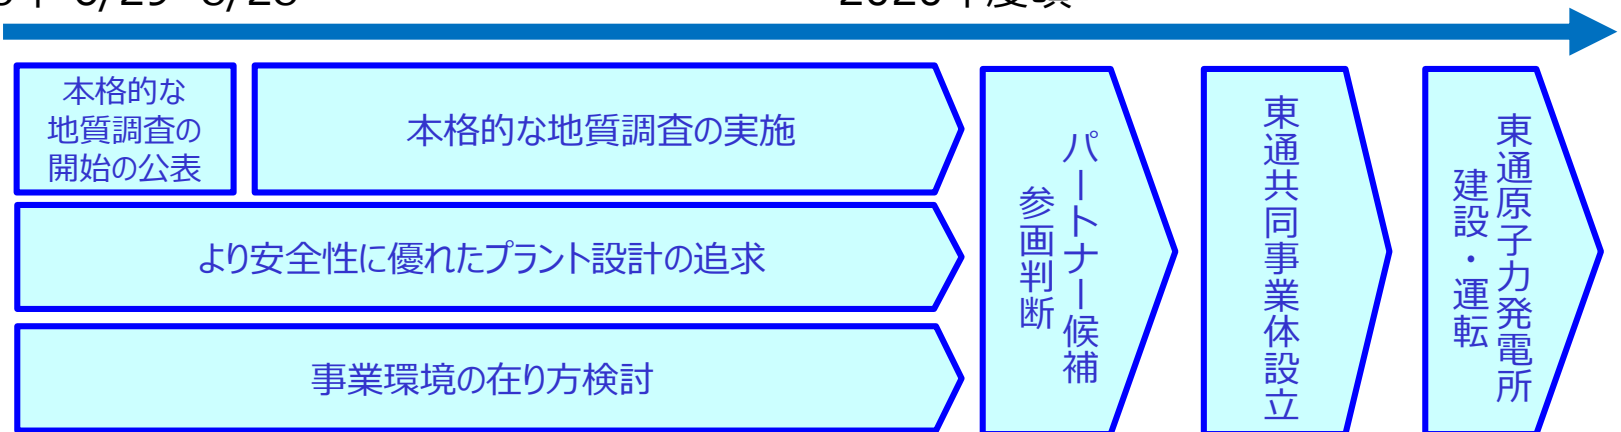 本格的な
地質調査の
開始の公表
本格的な地質調査の実施
より安全性に優れたプラント設計の追求
事業環境の在り方検討
パートナー候補
参画判断
東通共同事業体設立
東通原子力発電所
建設・運転